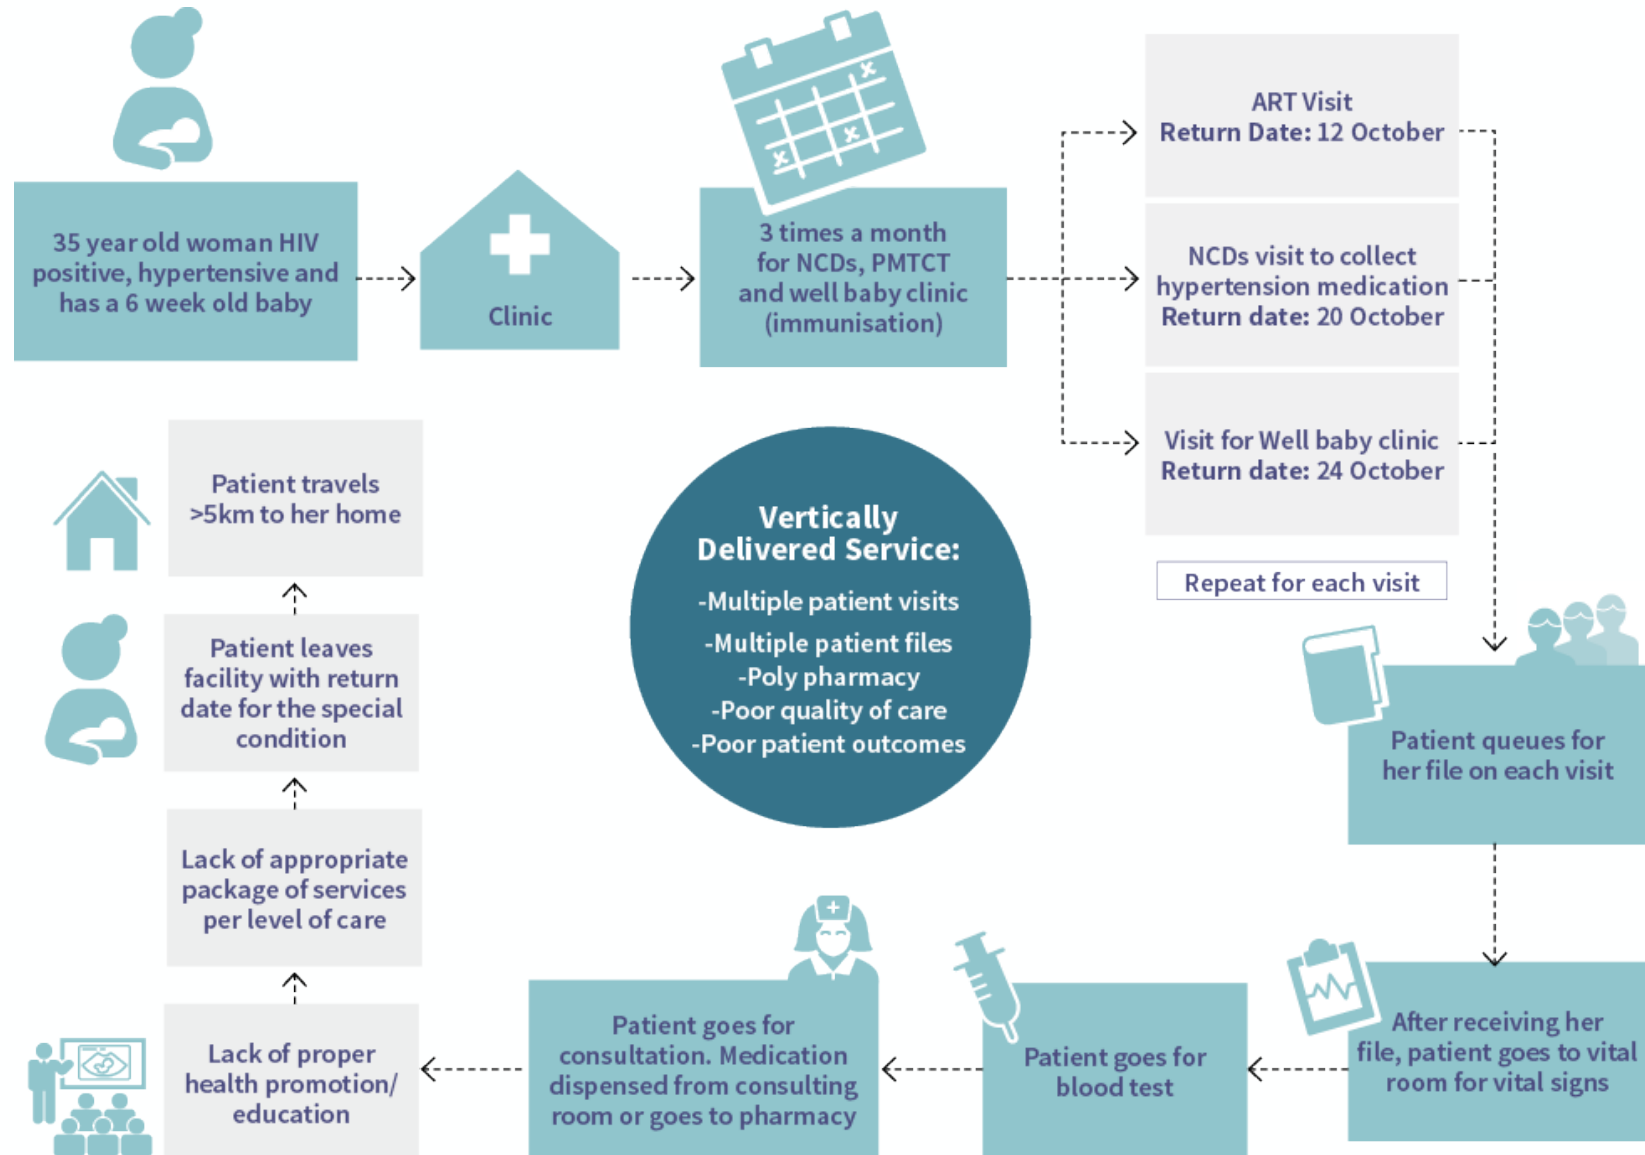 35 year old woman HIV
positive, hypertensive and
has a 6 week old baby
Clinic
3 times a month
for NCDs, PMTCT
and well baby clinic
(immunisation)
ART Visit
Return Date: 12 October
NCDs visit to collect
hypertension medication
Return date: 20 October
Visit for Well baby clinic
Return date: 24 October
Repeat for each visit
Patient queues for
her file on each visit
After receiving her
file, patient goes to vital
room for vital signs
Patient goes for
blood test
Patient goes for
consultation. Medication
dispensed from consulting
room or goes to pharmacy
Lack of proper
health promotion/
education
Lack of appropriate
package of services
per level of care
Patient leaves
facility with return
date for the special
condition
Patient travels
>5km to her home
Vertically
Delivered Service:
-Multiple patient visits
-Multiple patient files
-Poly pharmacy
-Poor quality of care
-Poor patient outcomes